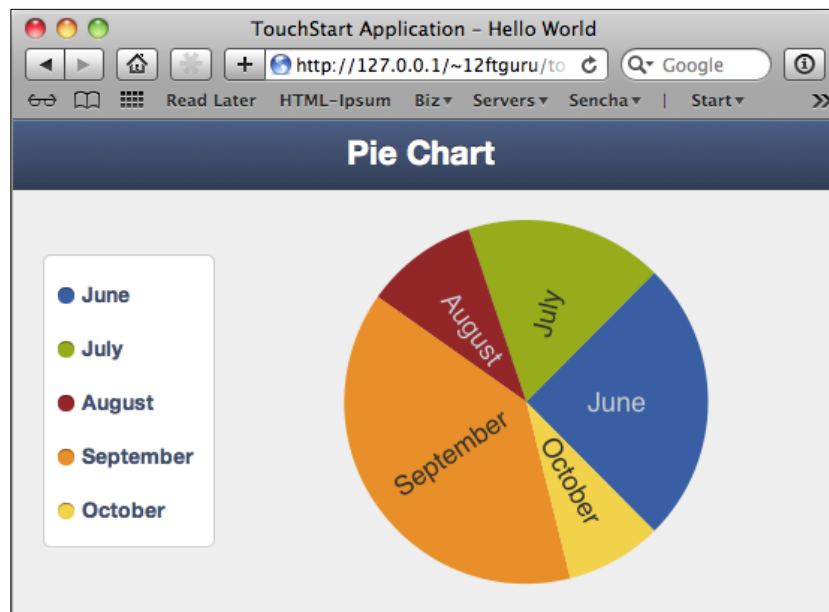 TouchStart Application – Hello World
http://127.0.0.1/~12ftguru/to
Google
Read Later HTML-Ipsum Biz Servers Sencha | Start
Pie Chart
June
July
August
September
October
July
August
June
September
October